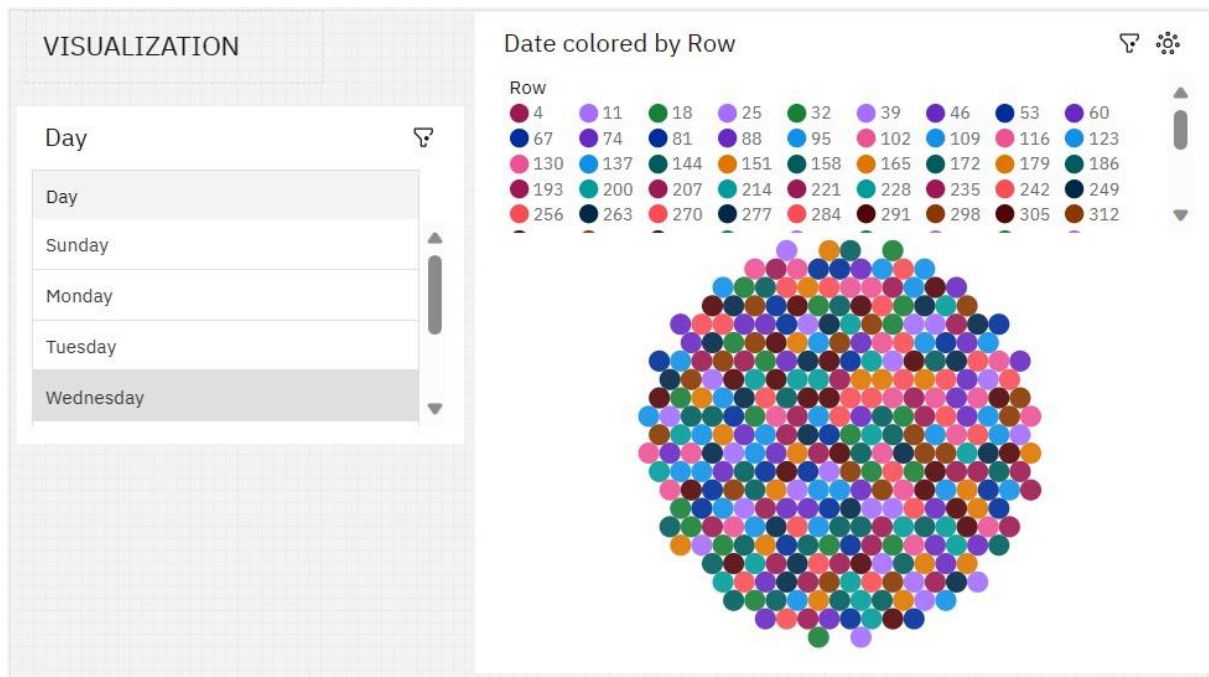 VISUALIZATION
Day
Day
Sunday
Monday
Tuesday
Wednesday
Date colored by Row
Row
4 11 18 25 32 39 46 53 60
67 74 81 88 95 102 109 116 123
130 137 144 151 158 165 172 179 186
193 200 207 214 221 228 235 242 249
256 263 270 277 284 291 298 305 312